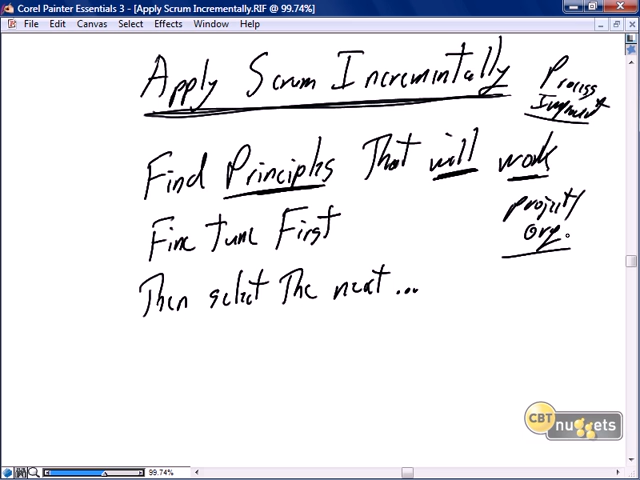 Corel Painter Essentials 3 - [Apply Scrum Incrementally.RIF @ 99.74%]
File Edit Canvas Select Effects Window Help
Apply Scrum Incrementally
Process
Improvement
Find Principles That will work
Project/
Org.
Fine tune First
Then select The next ...
CBT
nuggets
99.74%